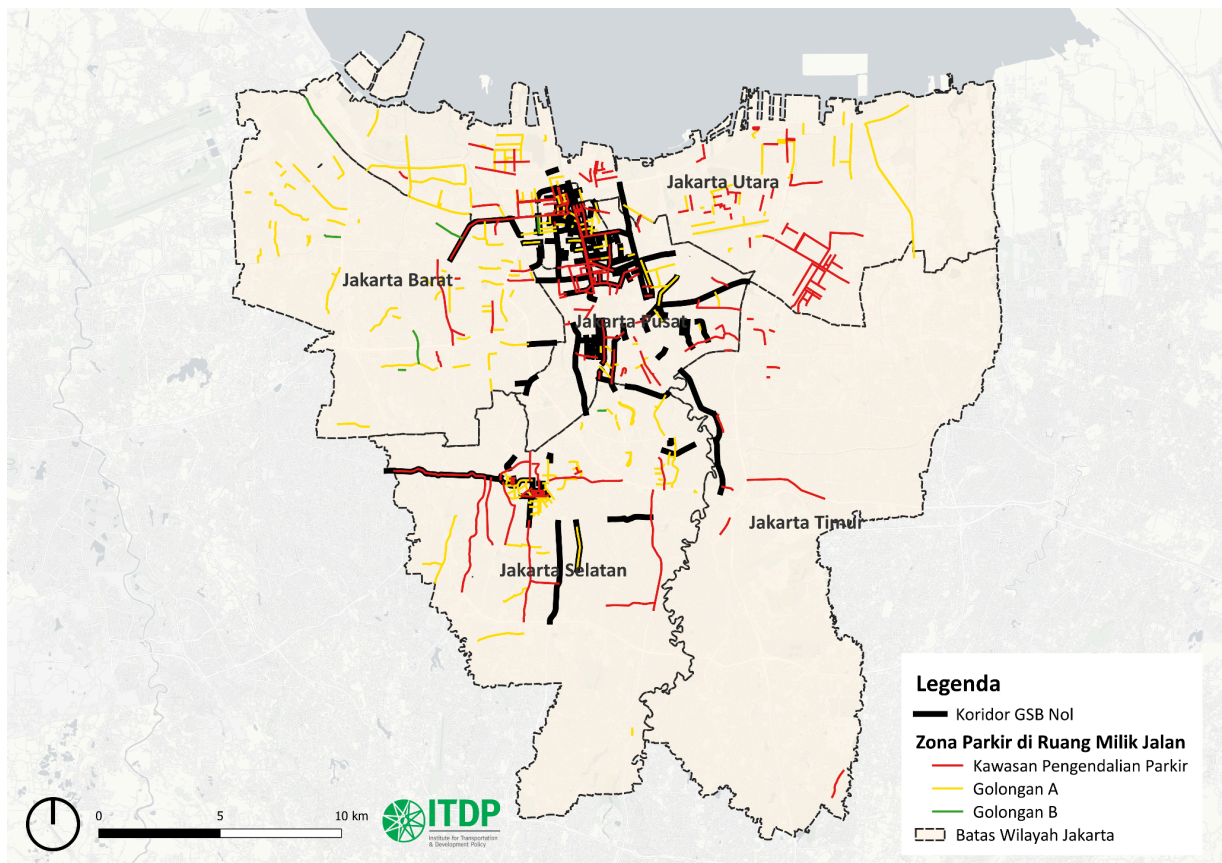 Jakarta Utara
Jakarta Barat
Jakarta Pusat
Jakarta Timur
Jakarta Selatan
Legenda
Koridor GSB Nol
Zona Parkir di Ruang Milik Jalan
Kawasan Pengendalian Parkir
Golongan A
Golongan B
Batas Wilayah Jakarta
0 5 10 km
ITDP
Institute for Transportation
& Development Policy